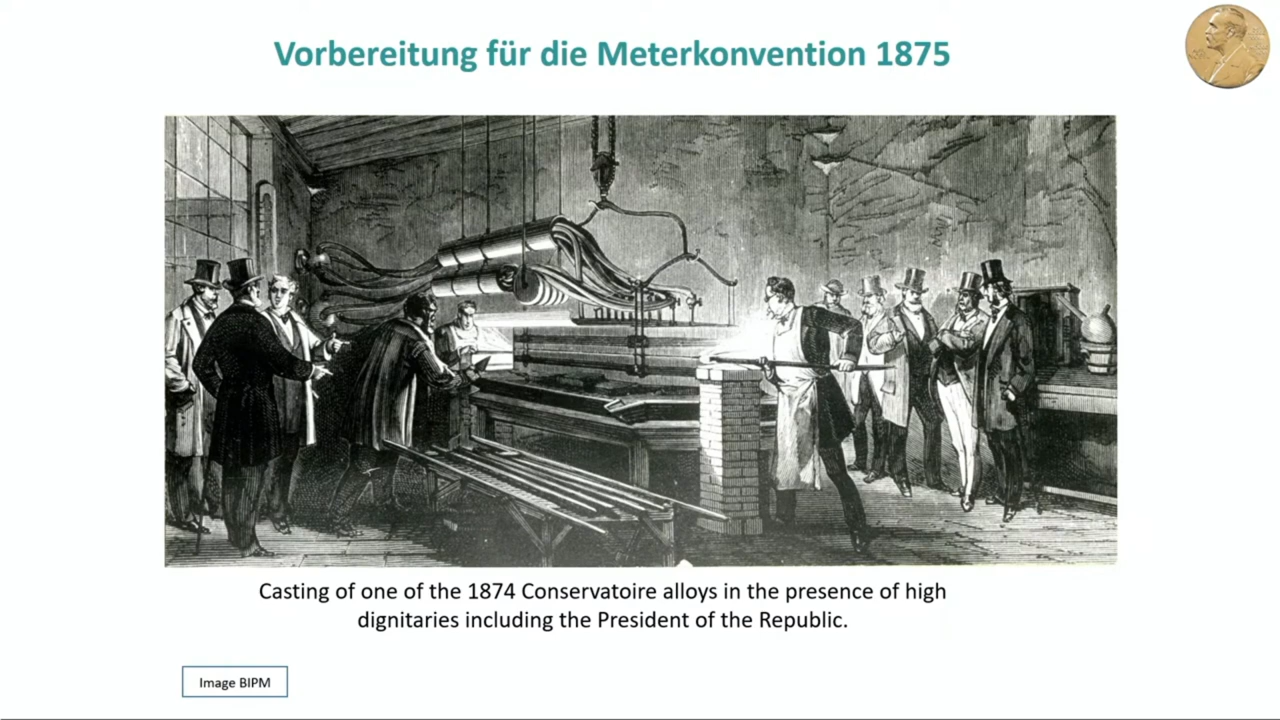 Vorbereitung für die Meterkonvention 1875
Casting of one of the 1874 Conservatoire alloys in the presence of high
dignitaries including the President of the Republic.
Image BIPM